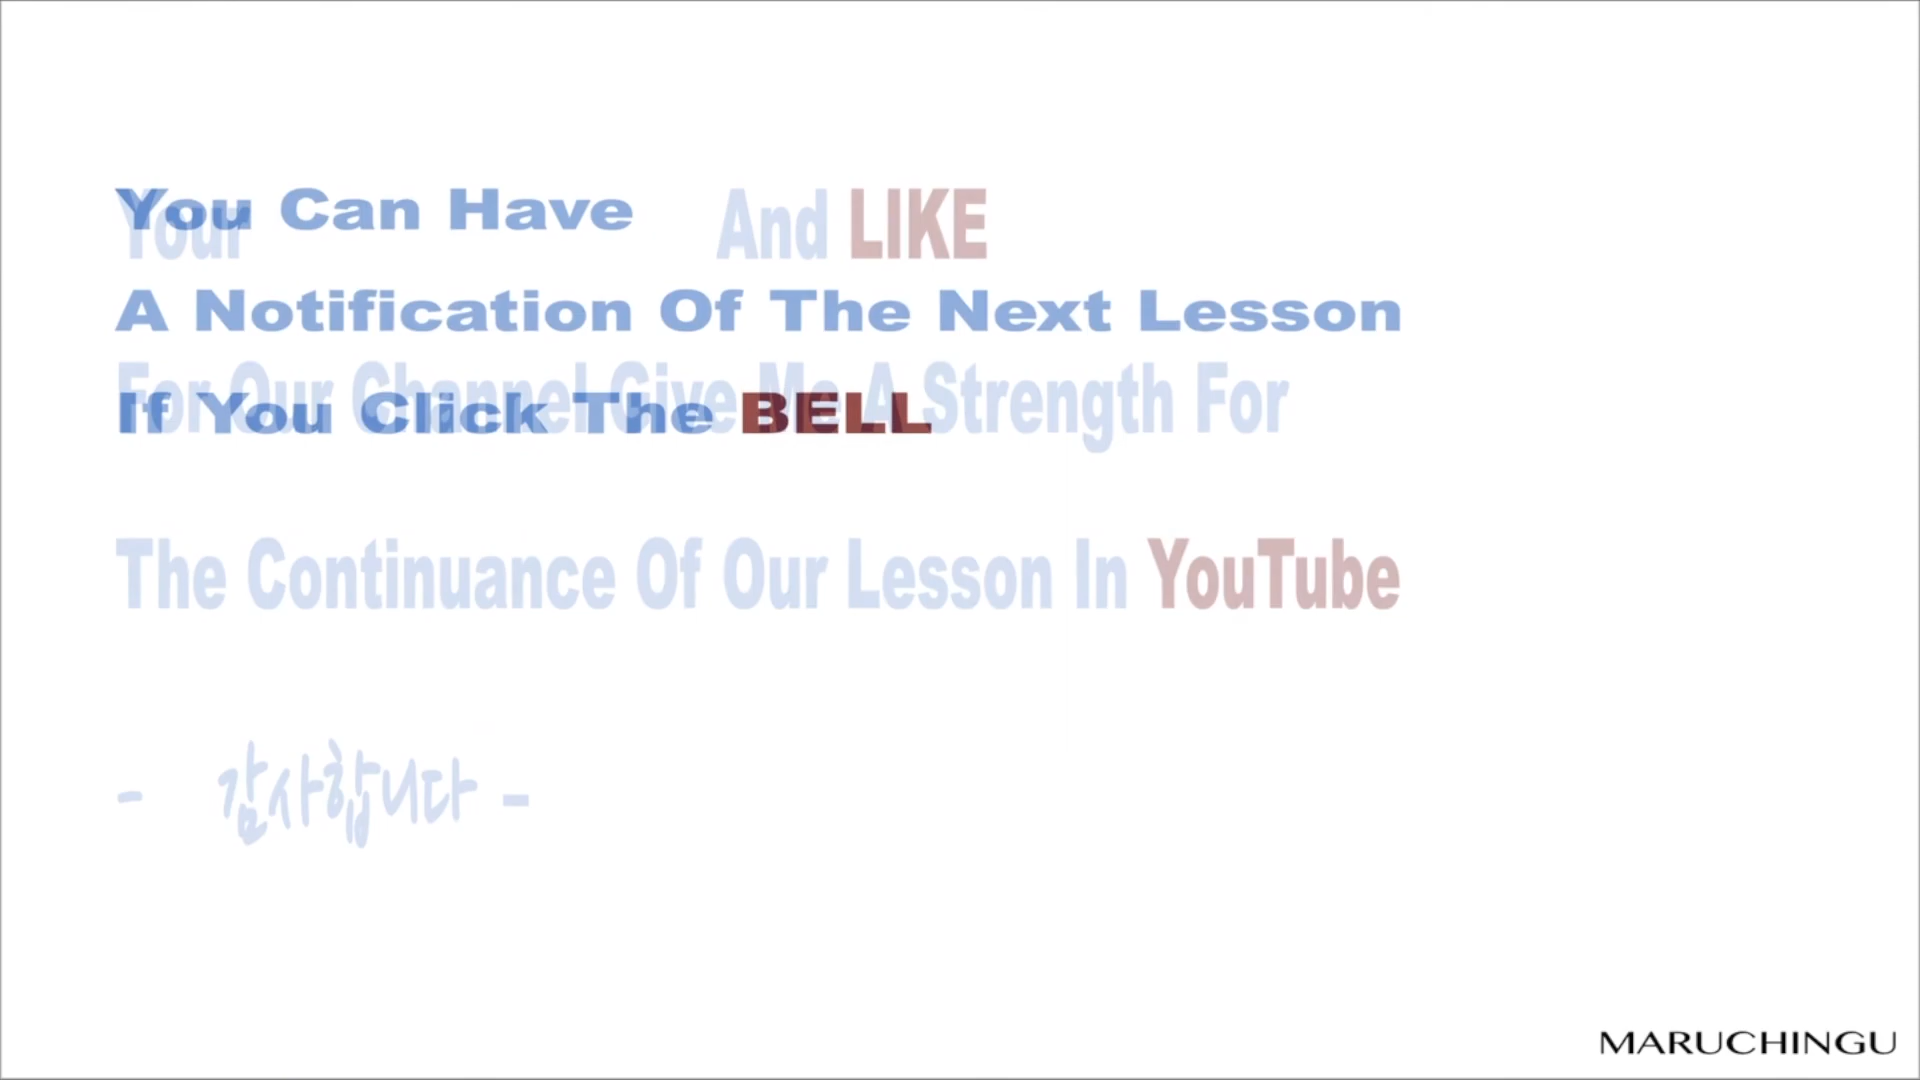 You Can Have
Your And LIKE
A Notification Of The Next Lesson
For Our Channel Give Me A Strength For
If You Click The BELL
The Continuance Of Our Lesson In YouTube
- 감사합니다 -
MARUCHINGU